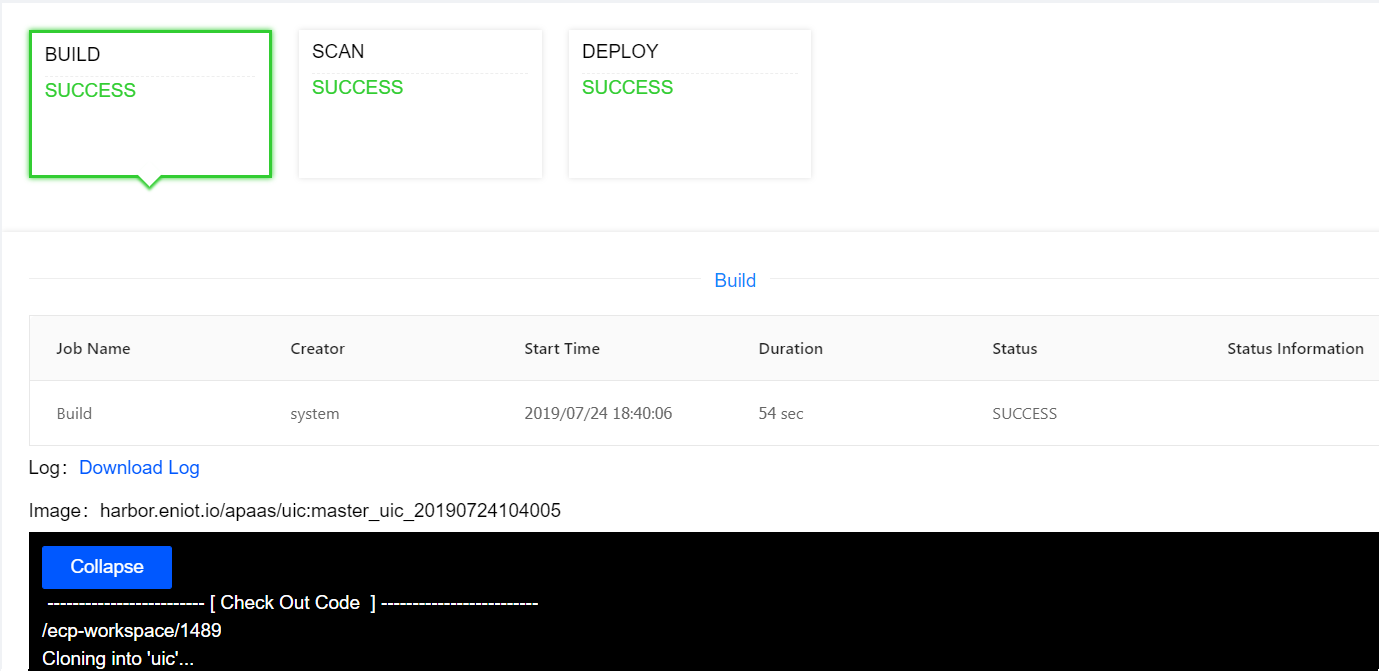 BUILD SCAN DEPLOY
SUCCESS SUCCESS SUCCESS
Build
Job Name Creator Start Time Duration Status Status Information
Build system 2019/07/24 18:40:06 54 sec SUCCESS
Log： Download Log
Image：harbor.eniot.io/apaas/uic:master_uic_20190724104005
Collapse
------------------------- [ Check Out Code ] -------------------------
/ecp-workspace/1489
Cloning into 'uic'...